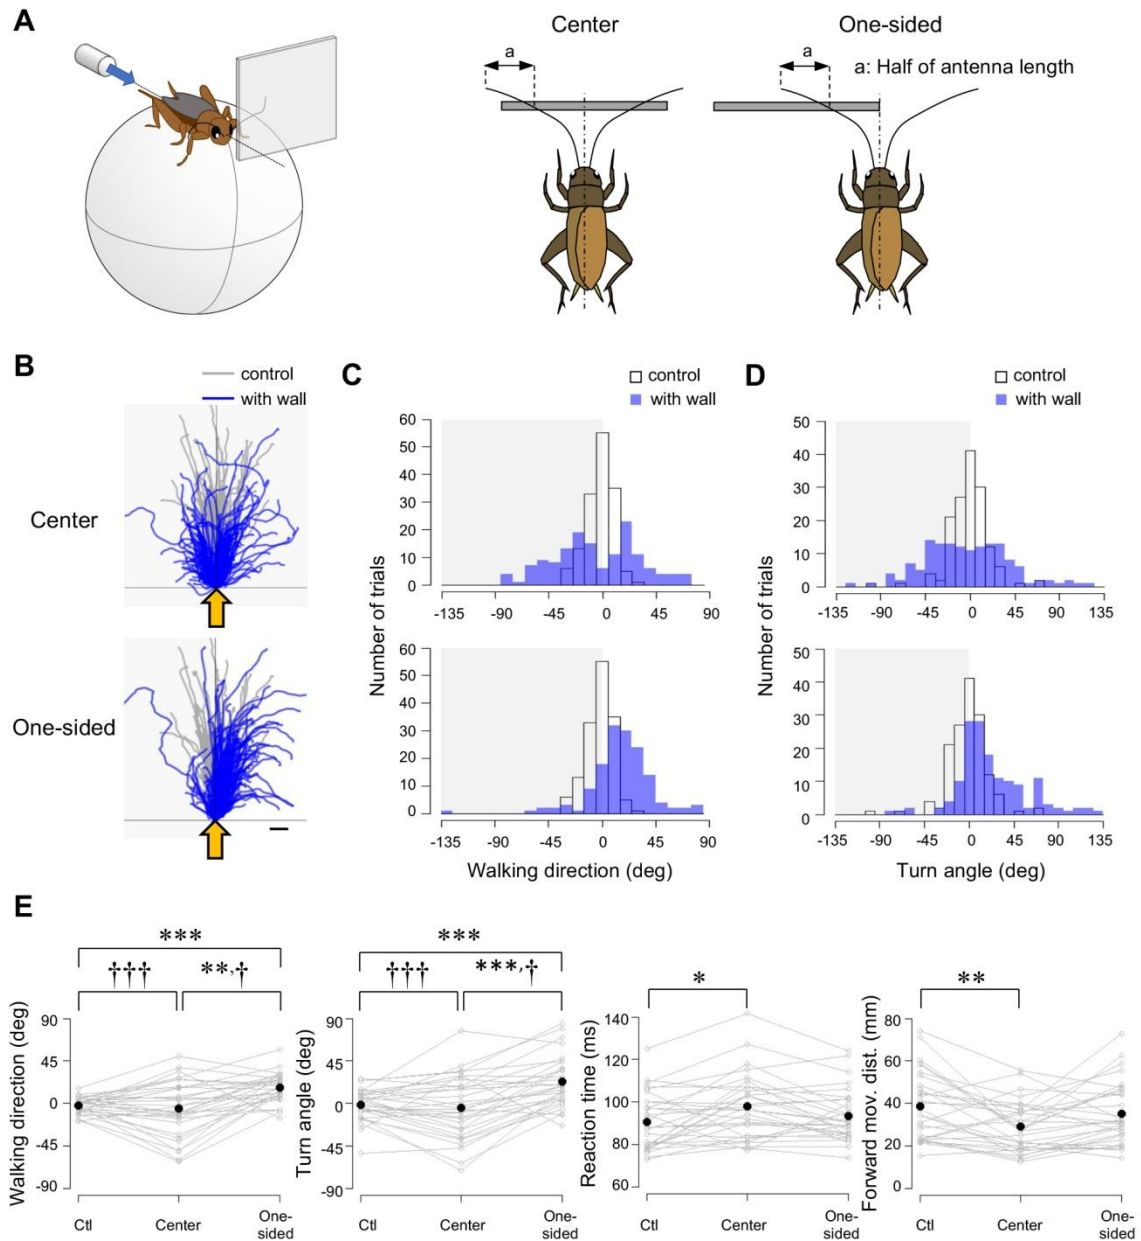 A
Center
One-sided
a
a
a: Half of antenna length
B
control
with wall
Center
One-sided
C
control
with wall
Number of trials
60
50
40
30
20
10
0
-135
-90
-45
0
45
90
60
50
40
30
20
10
0
-135
-90
-45
0
45
90
Walking direction (deg)
D
control
with wall
Number of trials
50
40
30
20
10
0
-135
-90
-45
0
45
90
135
50
40
30
20
10
0
-135
-90
-45
0
45
90
135
Turn angle (deg)
E
***
††† **,†
Walking direction (deg)
90
45
0
-45
-90
Ctl
Center
One-
sided
***
††† ***,†
Turn angle (deg)
90
45
0
-45
-90
Ctl
Center
One-
sided
*
Reaction time (ms)
140
120
100
80
60
Ctl
Center
One-
sided
**
Forward mov. dist. (mm)
80
60
40
20
0
Ctl
Center
One-
sided